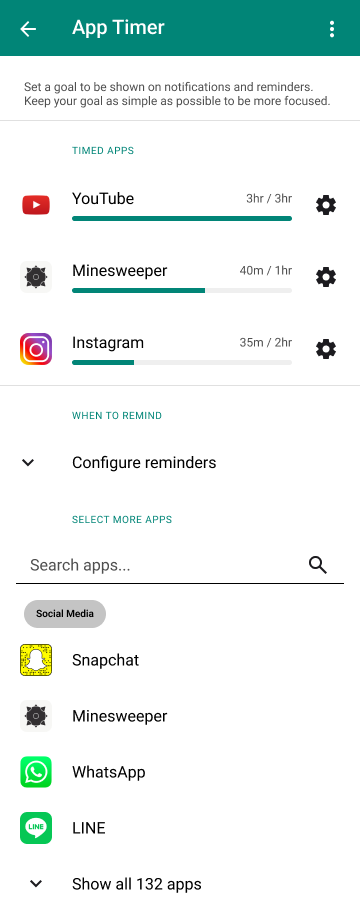 App Timer
Set a goal to be shown on notifications and reminders.
Keep your goal as simple as possible to be more focused.
TIMED APPS
YouTube 3hr / 3hr
Minesweeper 40m / 1hr
Instagram 35m / 2hr
WHEN TO REMIND
Configure reminders
SELECT MORE APPS
Search apps...
Social Media
Snapchat
Minesweeper
WhatsApp
LINE
LINE
Show all 132 apps